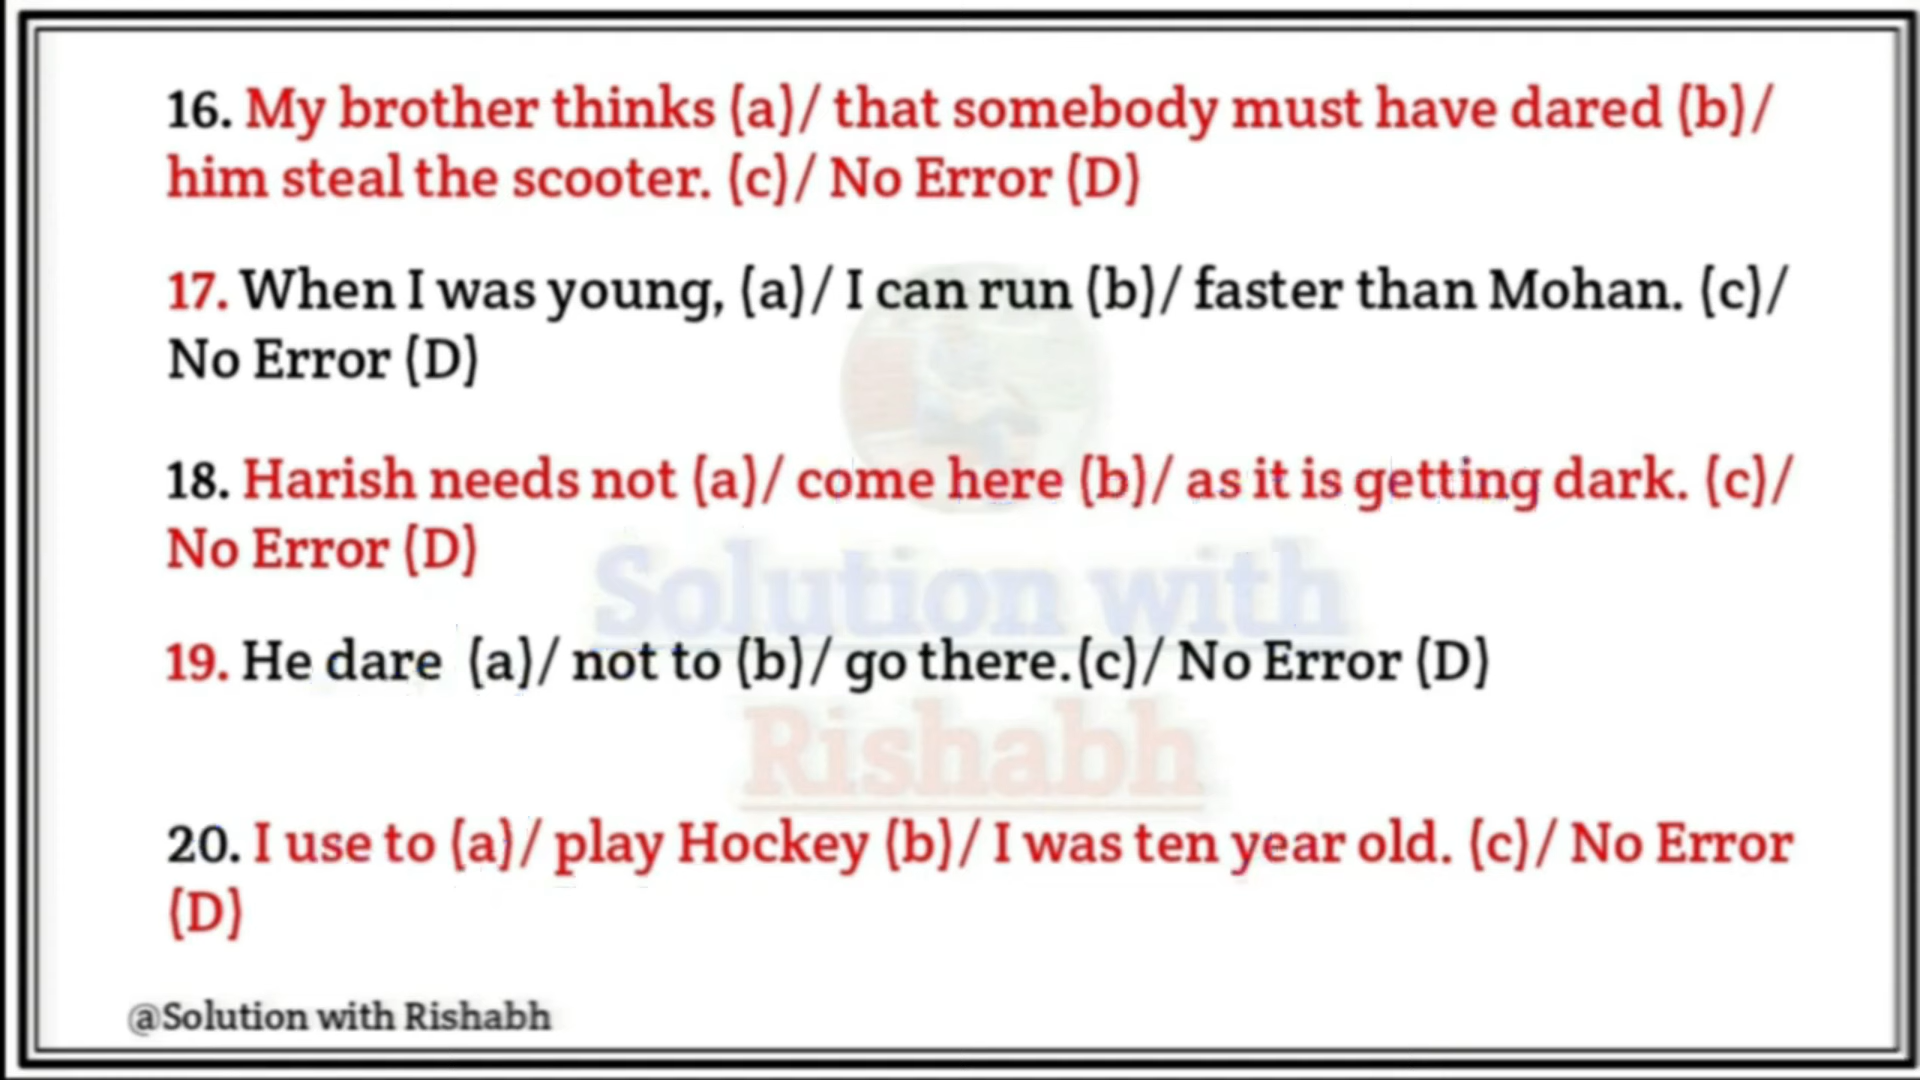 16. My brother thinks (a)/ that somebody must have dared (b)/
him steal the scooter. (c)/ No Error (D)
17. When I was young, (a)/ I can run (b)/ faster than Mohan. (c)/
No Error (D)
18. Harish needs not (a)/ come here (b)/ as it is getting dark. (c)/
No Error (D)
Solution with
19. He dare (a)/ not to (b)/ go there.(c)/ No Error (D)
Rishabh
20. I use to (a)/ play Hockey (b)/ I was ten year old. (c)/ No Error
(D)
@Solution with Rishabh